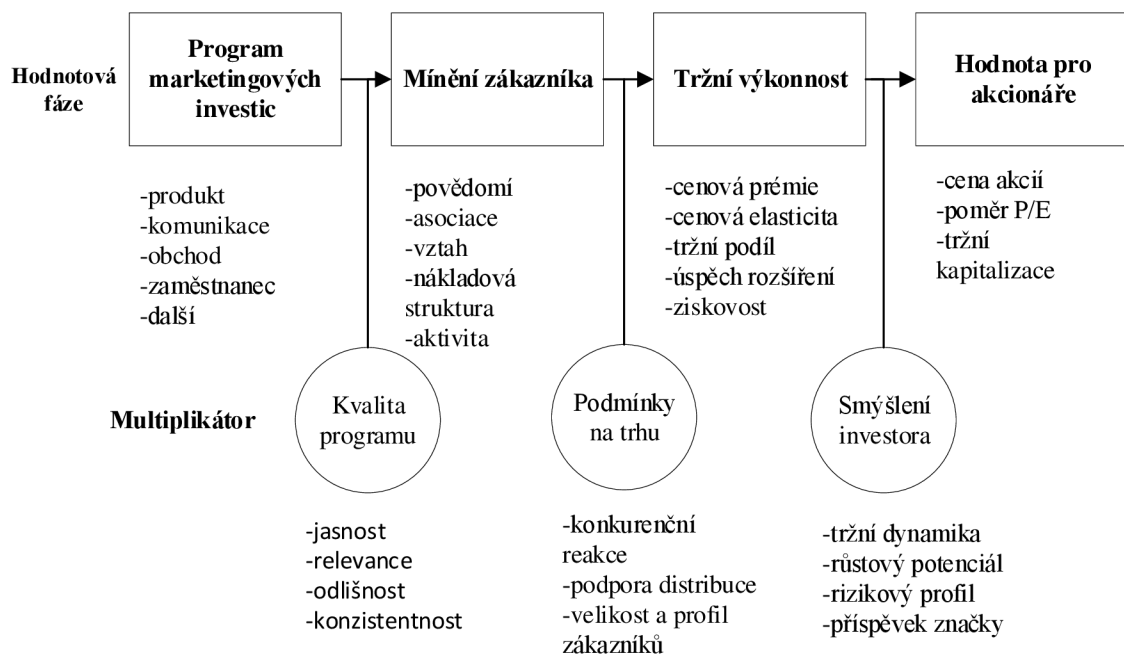 Hodnotová
fáze
Program
marketingových
investic
Mínění zákazníka
Tržní výkonnost
Hodnota pro
akcionáře
-produkt
-komunikace
-obchod
-zaměstnanec
-další
-povědomí
-asociace
-vztah
-nákladová
struktura
-aktivita
-cenová prémie
-cenová elasticita
-tržní podíl
-úspěch rozšíření
-ziskovost
-cena akcií
-poměr P/E
-tržní
kapitalizace
Multiplikátor
Kvalita
programu
Podmínky
na trhu
Smýšlení
investora
-jasnost
-relevance
-odlišnost
-konzistentnost
-konkurenční
reakce
-podpora distribuce
-velikost a profil
zákazníků
-tržní dynamika
-růstový potenciál
-rizikový profil
-příspěvek značky